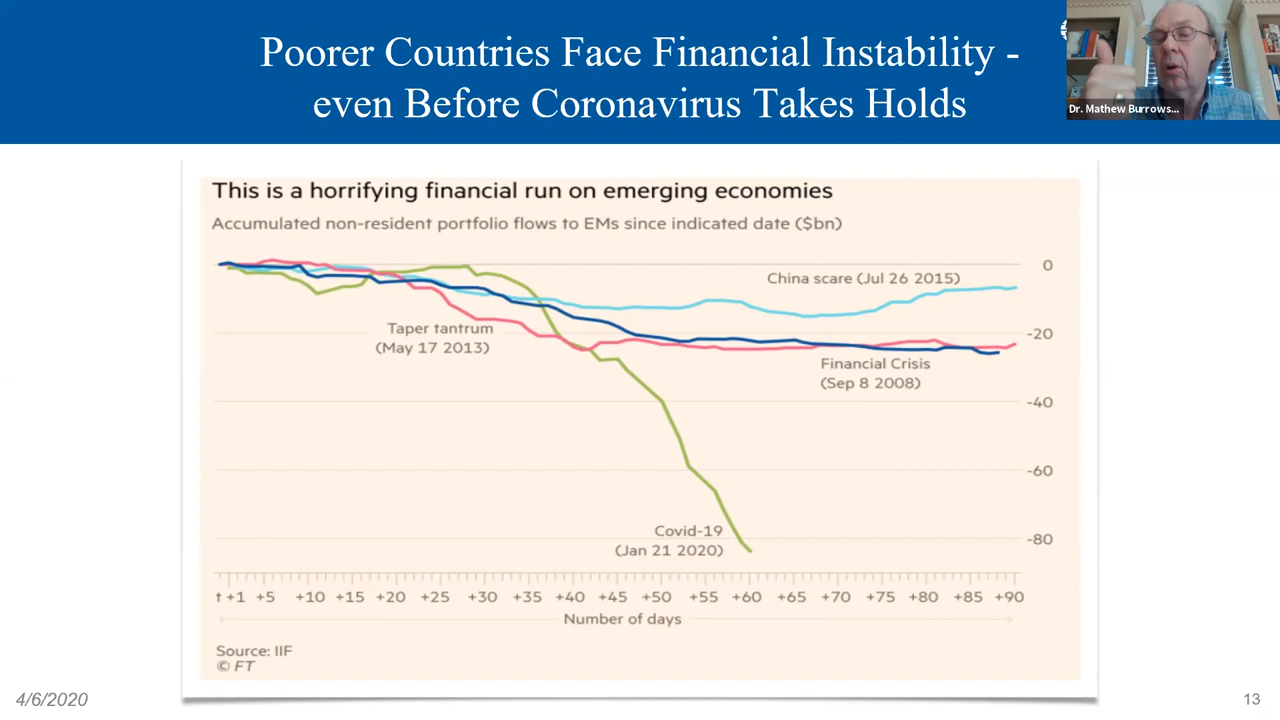 Poorer Countries Face Financial Instability -
even Before Coronavirus Takes Holds
Dr. Mathew Burrows...
This is a horrifying financial run on emerging economies
Accumulated non-resident portfolio flows to EMs since indicated date ($bn)
0
China scare (Jul 26 2015)
-20
Taper tantrum
(May 17 2013)
Financial Crisis
(Sep 8 2008)
-40
-60
Covid-19
(Jan 21 2020)
-80
t +1 +5 +10 +15 +20 +25 +30 +35 +40 +45 +50 +55 +60 +65 +70 +75 +80 +85 +90
Number of days
Source: IIF
© FT
4/6/2020
13